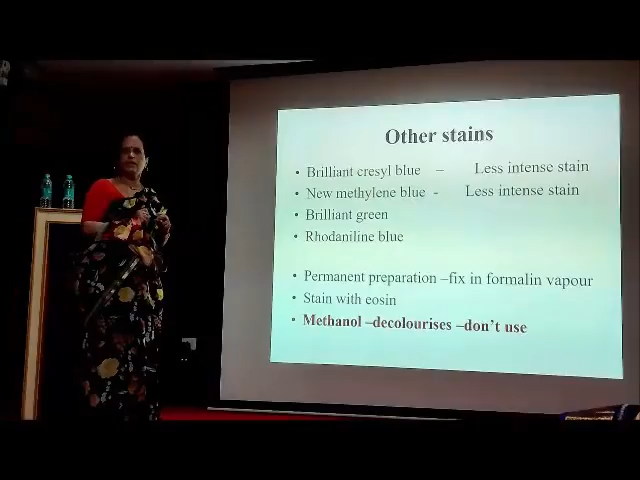 Other stains
• Brilliant cresyl blue – Less intense stain
• New methylene blue - Less intense stain
• Brilliant green
• Rhodaniline blue
• Permanent preparation –fix in formalin vapour
• Stain with eosin
• Methanol –decolourises –don't use